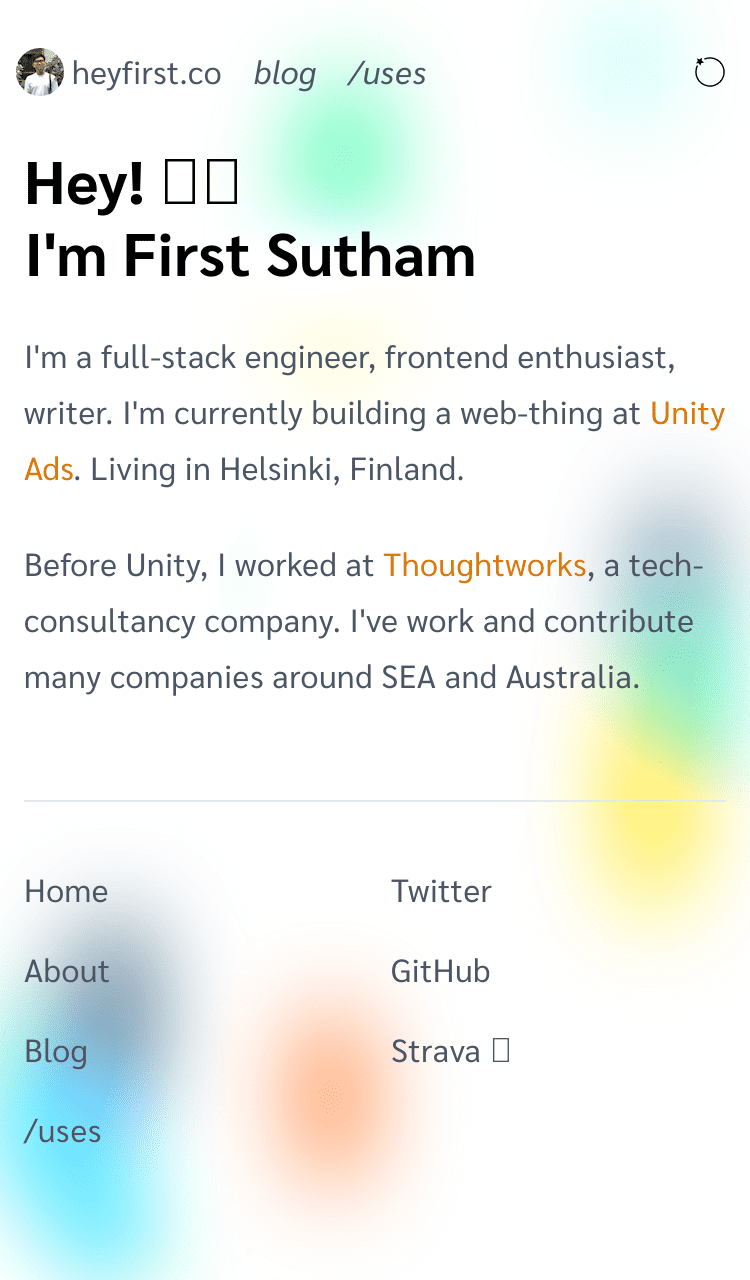 heyfirst.co blog /uses
Hey!
I'm First Sutham
I'm a full-stack engineer, frontend enthusiast,
writer. I'm currently building a web-thing at Unity
Ads. Living in Helsinki, Finland.
Before Unity, I worked at Thoughtworks, a tech-
consultancy company. I've work and contribute
many companies around SEA and Australia.
Home
About
Blog
/uses
Twitter
GitHub
Strava